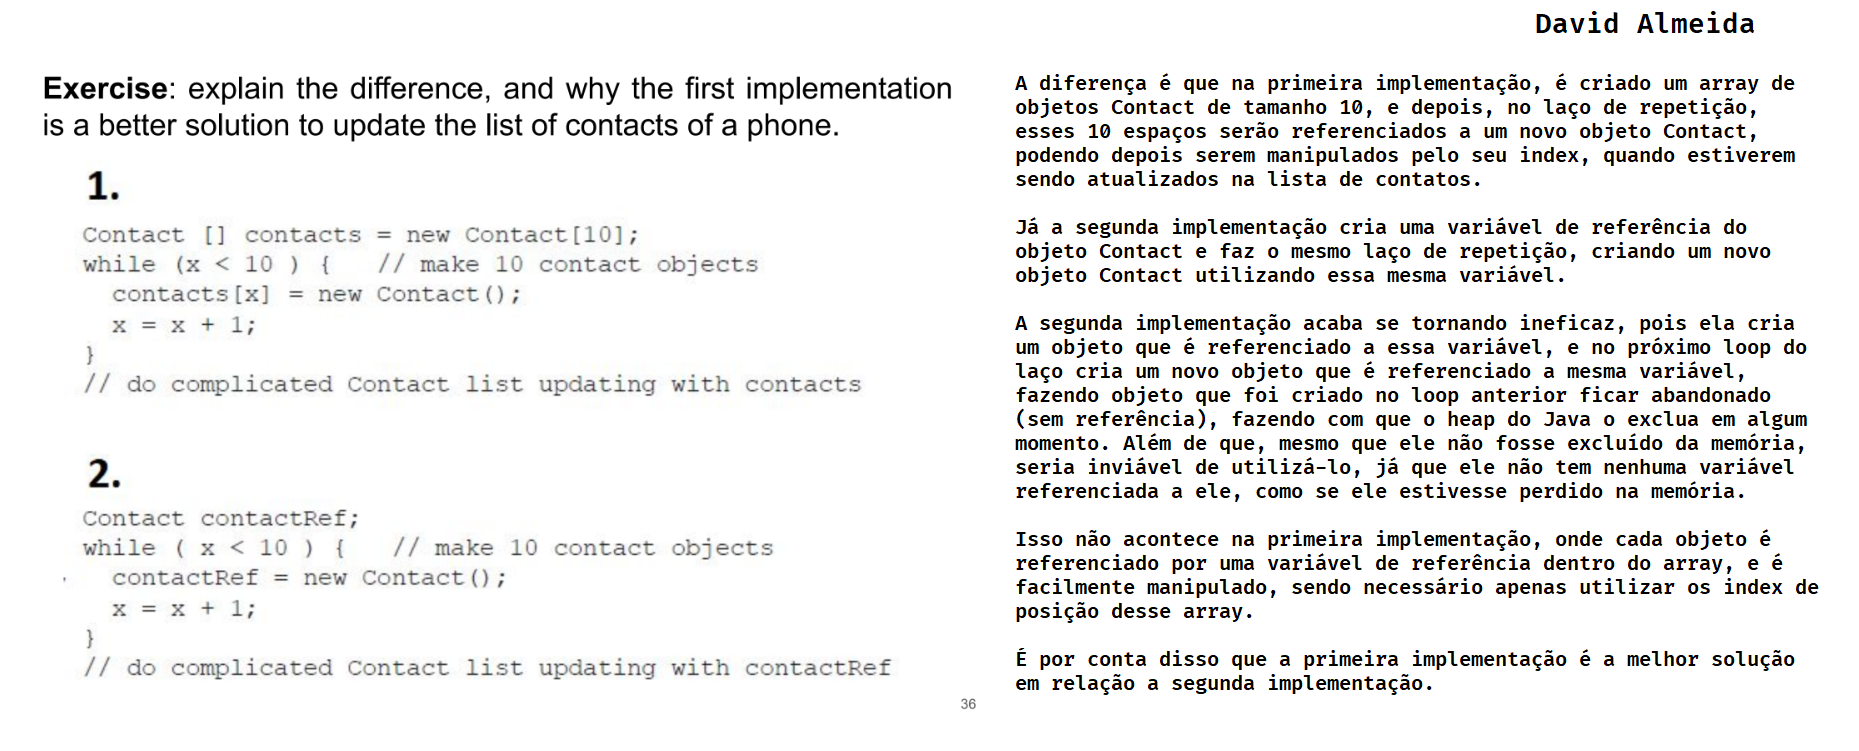 David Almeida
Exercise: explain the difference, and why the first implementation
is a better solution to update the list of contacts of a phone.
1.
Contact [] contacts = new Contact[10];
while (x < 10 ) {   // make 10 contact objects
  contacts[x] = new Contact();
  x = x + 1;
}
// do complicated Contact list updating with contacts
2.
Contact contactRef;
while ( x < 10 ) {   // make 10 contact objects
  contactRef = new Contact();
  x = x + 1;
}
// do complicated Contact list updating with contactRef
36
A diferença é que na primeira implementação, é criado um array de
objetos Contact de tamanho 10, e depois, no laço de repetição,
esses 10 espaços serão referenciados a um novo objeto Contact,
podendo depois serem manipulados pelo seu index, quando estiverem
sendo atualizados na lista de contatos.
Já a segunda implementação cria uma variável de referência do
objeto Contact e faz o mesmo laço de repetição, criando um novo
objeto Contact utilizando essa mesma variável.
A segunda implementação acaba se tornando ineficaz, pois ela cria
um objeto que é referenciado a essa variável, e no próximo loop do
laço cria um novo objeto que é referenciado a mesma variável,
fazendo objeto que foi criado no loop anterior ficar abandonado
(sem referência), fazendo com que o heap do Java o exclua em algum
momento. Além de que, mesmo que ele não fosse excluído da memória,
seria inviável de utilizá-lo, já que ele não tem nenhuma variável
referenciada a ele, como se ele estivesse perdido na memória.
Isso não acontece na primeira implementação, onde cada objeto é
referenciado por uma variável de referência dentro do array, e é
facilmente manipulado, sendo necessário apenas utilizar os index de
posição desse array.
É por conta disso que a primeira implementação é a melhor solução
em relação a segunda implementação.